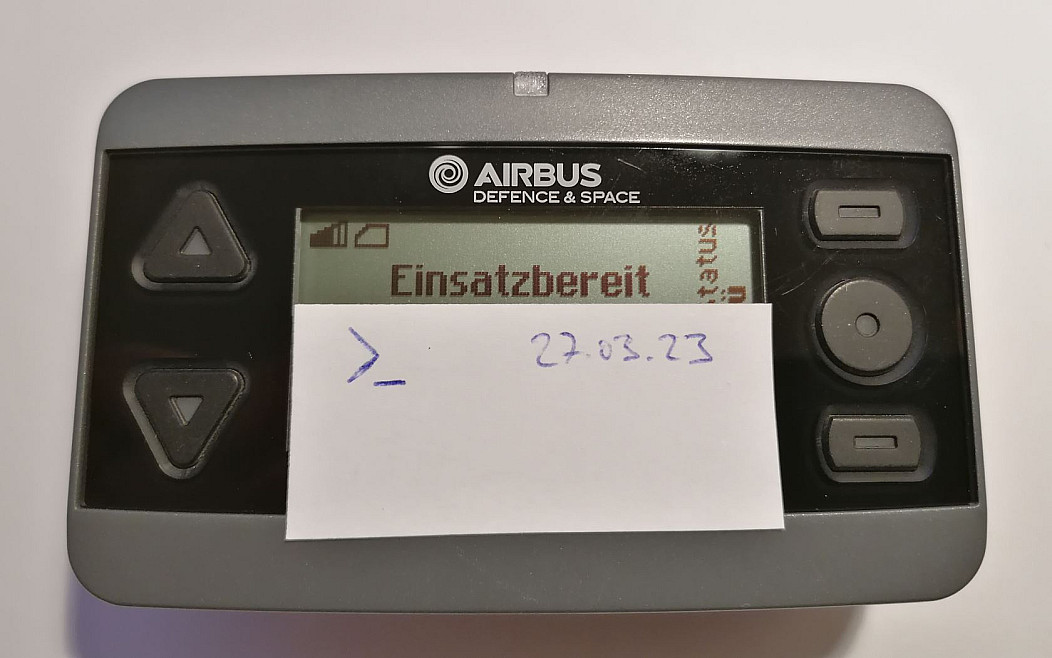 AIRBUS
DEFENCE & SPACE
Einsatzbereit
status
>_ 27.03.23